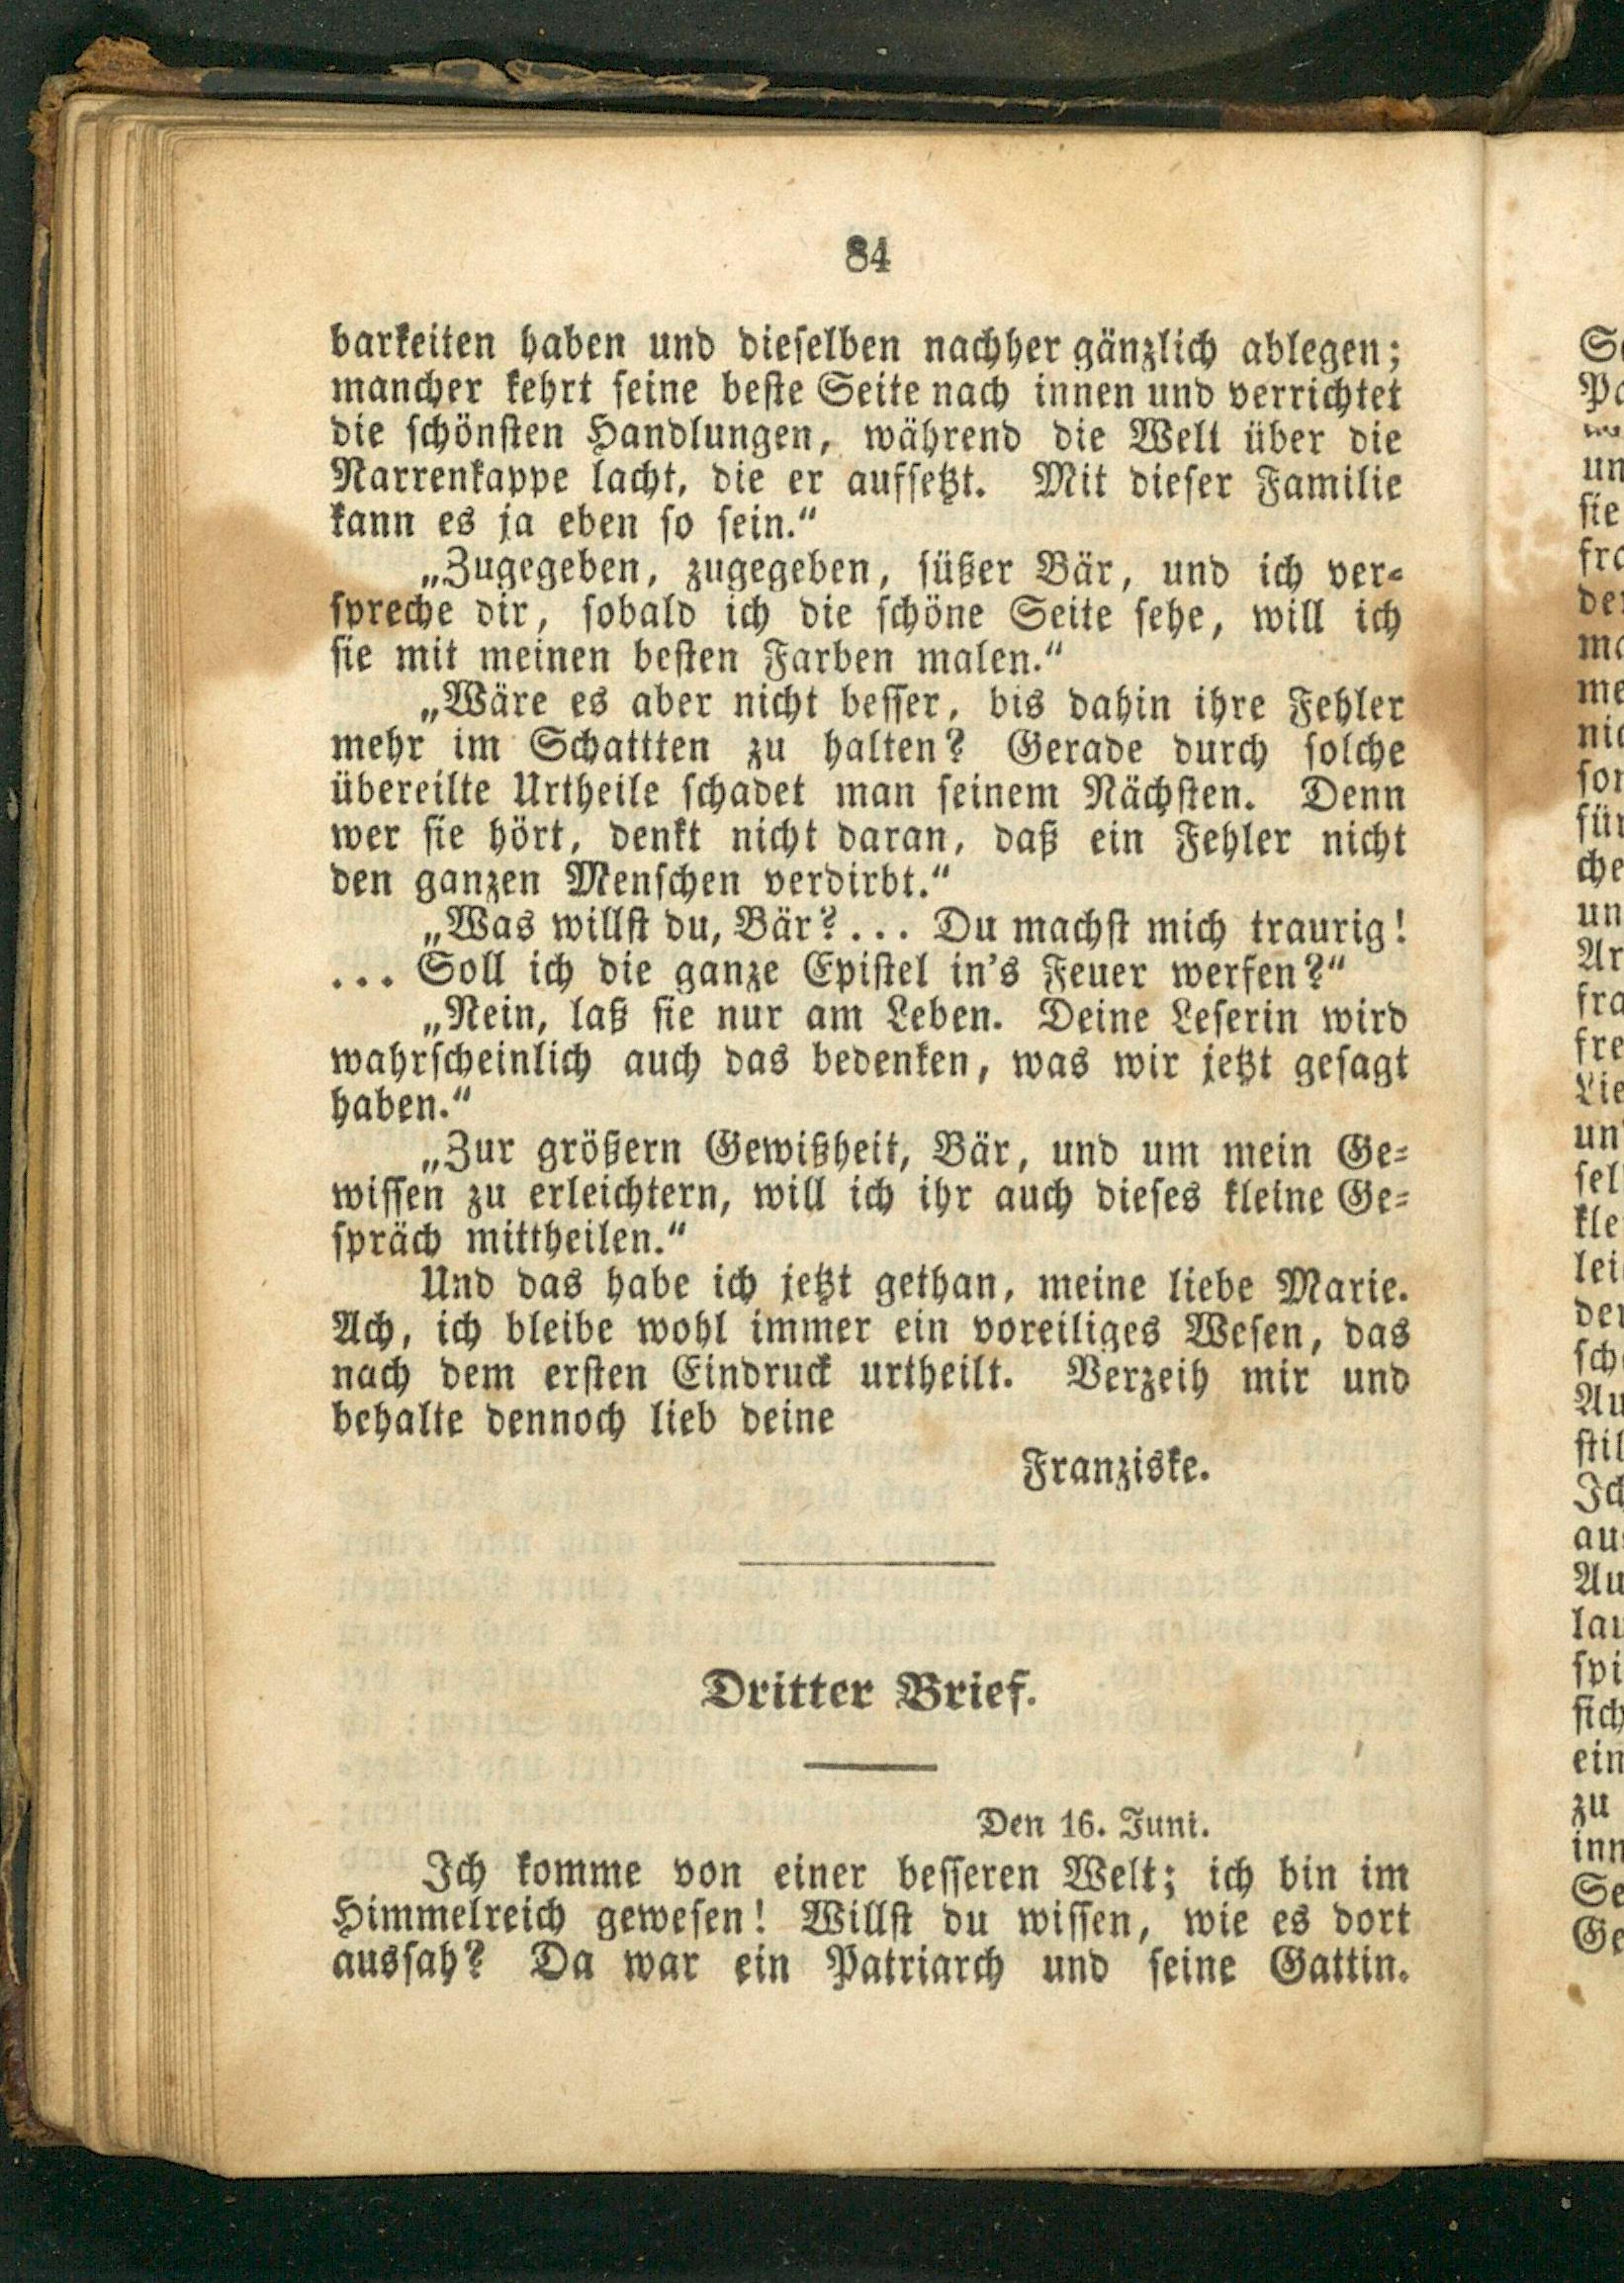 84
barkeiten haben und dieselben nachher gänzlich ablegen;
mancher kehrt seine beste Seite nach innen und verrichtet
die schönsten Handlungen, während die Welt über die
Narrenkappe lacht, die er aufsetzt. Mit dieser Familie
kann es ja eben so sein.“
„Zugegeben, zugegeben, süßer Bär, und ich ver-
spreche dir, sobald ich die schöne Seite sehe, will ich
sie mit meinen besten Farben malen.“
„Wäre es aber nicht besser, bis dahin ihre Fehler
mehr im Schattten zu halten? Gerade durch solche
übereilte Urtheile schadet man seinem Nächsten. Denn
wer sie hört, denkt nicht daran, daß ein Fehler nicht
den ganzen Menschen verdirbt.“
„Was willst du, Bär?... Du machst mich traurig!
... Soll ich die ganze Epistel in's Feuer werfen?“
„Nein, laß sie nur am Leben. Deine Leserin wird
wahrscheinlich auch das bedenken, was wir jetzt gesagt
haben.“
„Zur größern Gewißheit, Bär, und um mein Ge-
wissen zu erleichtern, will ich ihr auch dieses kleine Ge-
spräch mittheilen.“
Und das habe ich jetzt gethan, meine liebe Marie.
Ach, ich bleibe wohl immer ein voreiliges Wesen, das
nach dem ersten Eindruck urtheilt. Verzeih mir und
behalte dennoch lieb deine
Franziske.
Dritter Brief.
Den 16. Juni.
Ich komme von einer besseren Welt; ich bin im
Himmelreich gewesen! Willst du wissen, wie es dort
aussah? Da war ein Patriarch und seine Gattin.